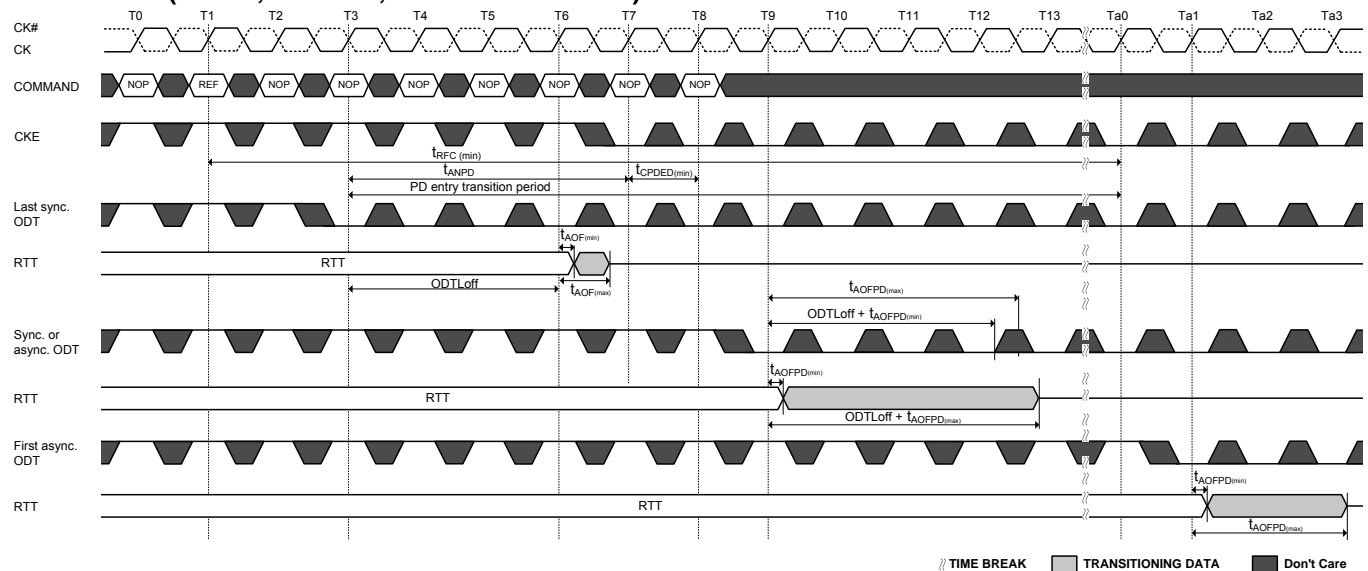 T0 T1 T2 T3 T4 T5 T6 T7 T8 T9 T10 T11 T12 T13 Ta0 Ta1 Ta2 Ta3
CK#
CK
COMMAND NOP REF NOP NOP NOP NOP NOP NOP NOP
CKE
tRFC (min)
tANPD tCPDED(min)
PD entry transition period
Last sync.
ODT
tAOF(min)
RTT RTT
ODTLoff tAOF(max)
tAOFPD(max)
ODTLoff + tAOFPD(min)
Sync. or
async. ODT
tAOFPD(min)
RTT RTT
ODTLoff + tAOFPD(max)
First async.
ODT
tAOFPD(min)
RTT RTT
tAOFPD(max)
TIME BREAK TRANSITIONING DATA Don't Care